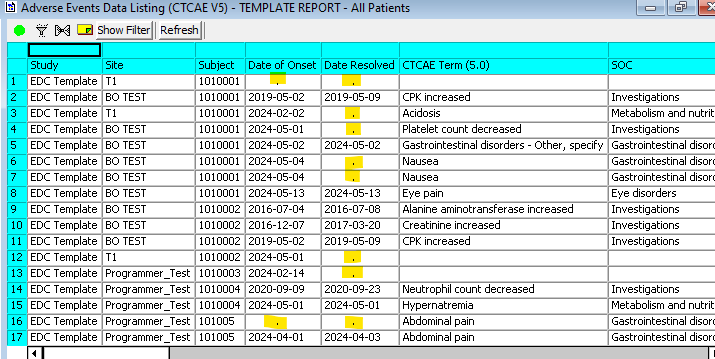 Adverse Events Data Listing (CTCAE V5) - TEMPLATE REPORT - All Patients
Show Filter Refresh
Study Site Subject Date of Onset Date Resolved CTCAE Term (5.0) SOC
1 EDC Template T1 1010001 . .
2 EDC Template BO TEST 1010001 2019-05-02 2019-05-09 CPK increased Investigations
3 EDC Template T1 1010001 2024-02-02 . Acidosis Metabolism and nutrit
4 EDC Template BO TEST 1010001 2024-05-01 . Platelet count decreased Investigations
5 EDC Template BO TEST 1010001 2024-05-02 2024-05-02 Gastrointestinal disorders - Other, specify Gastrointestinal disord
6 EDC Template BO TEST 1010001 2024-05-04 . Nausea Gastrointestinal disord
7 EDC Template BO TEST 1010001 2024-05-04 . Nausea Gastrointestinal disord
8 EDC Template BO TEST 1010001 2024-05-13 2024-05-13 Eye pain Eye disorders
9 EDC Template BO TEST 1010002 2016-07-04 2016-07-08 Alanine aminotransferase increased Investigations
10 EDC Template BO TEST 1010002 2016-12-07 2017-03-20 Creatinine increased Investigations
11 EDC Template BO TEST 1010002 2019-05-02 2019-05-09 CPK increased Investigations
12 EDC Template T1 1010002 2024-05-01 .
13 EDC Template Programmer_Test 1010003 2024-02-14 .
14 EDC Template Programmer_Test 1010004 2020-09-09 2020-09-23 Neutrophil count decreased Investigations
15 EDC Template Programmer_Test 1010004 2024-05-01 2024-05-01 Hypernatremia Metabolism and nutrit
16 EDC Template Programmer_Test 101005 . . Abdominal pain Gastrointestinal disord
17 EDC Template Programmer_Test 101005 2024-04-01 2024-04-03 Abdominal pain Gastrointestinal disord